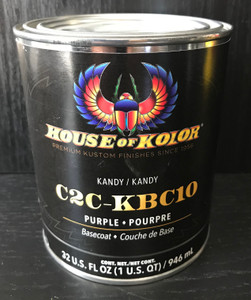 HOUSE OF KOLOR
PREMIUM KUSTOM FINISHES SINCE 1956
KANDY / KANDY
C2C-KBC10
PURPLE • POURPRE
Basecoat • Couche de Base
CONT. NET./CONT. NET
32 U.S. FL OZ (1 U.S. QT) / 946 mL